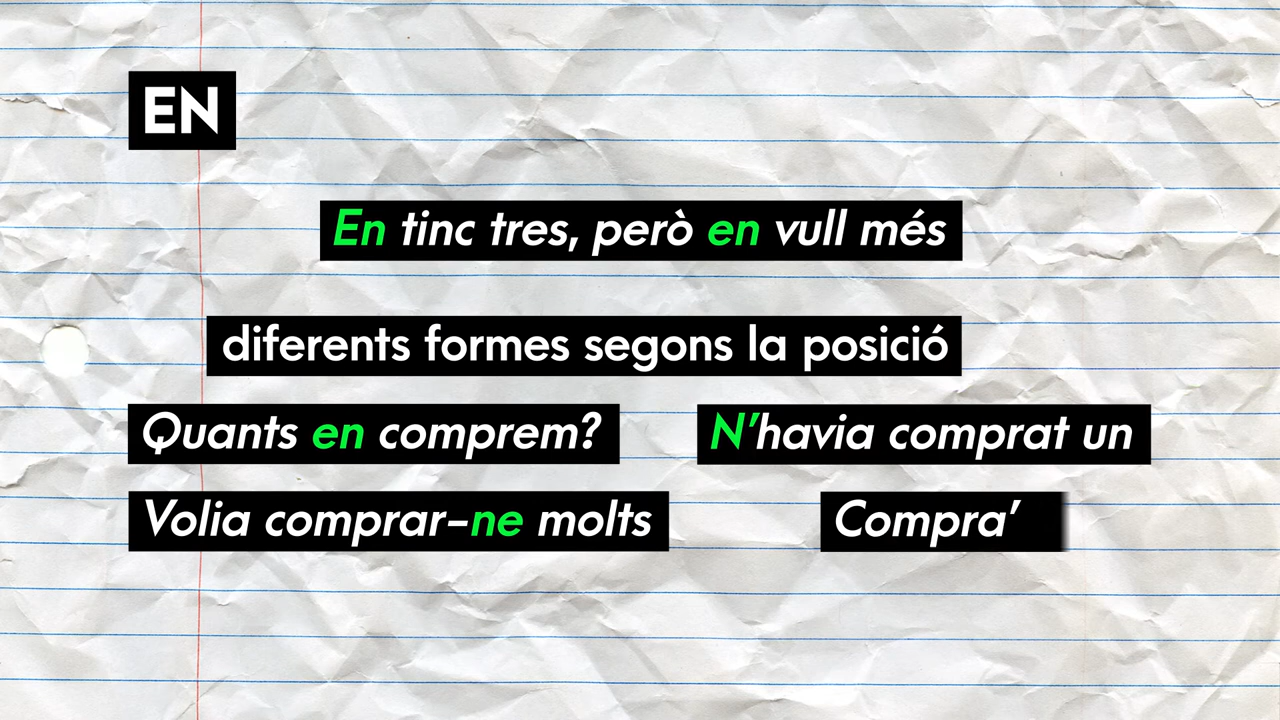 EN
En tinc tres, però en vull més
diferents formes segons la posició
Quants en comprem?
N'havia comprat un
Volia comprar-ne molts
Compra'